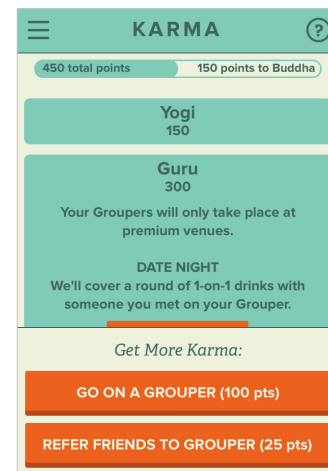 KARMA
?
450 total points 150 points to Buddha
Yogi
150
Guru
300
Your Groupers will only take place at
premium venues.
DATE NIGHT
We'll cover a round of 1-on-1 drinks with
someone you met on your Grouper.
Get More Karma:
GO ON A GROUPER (100 pts)
REFER FRIENDS TO GROUPER (25 pts)